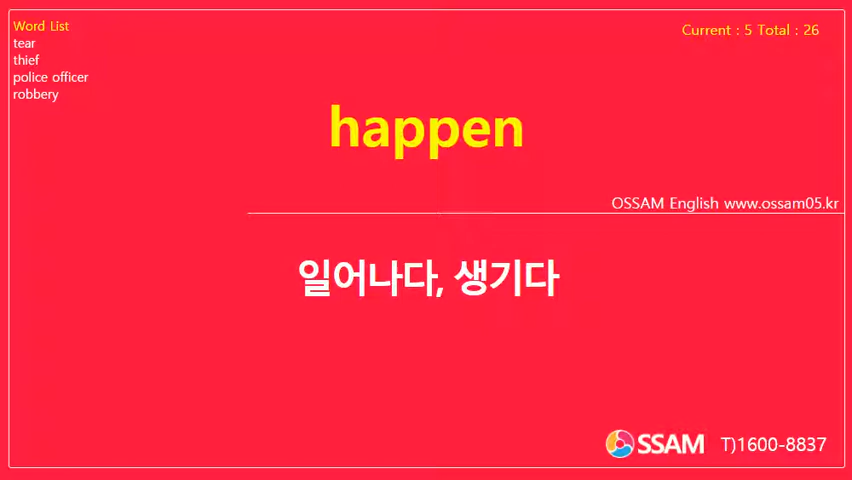 Word List
tear
thief
police officer
robbery
Current : 5 Total : 26
happen
OSSAM English www.ossam05.kr
일어나다, 생기다
OSSAM T)1600-8837